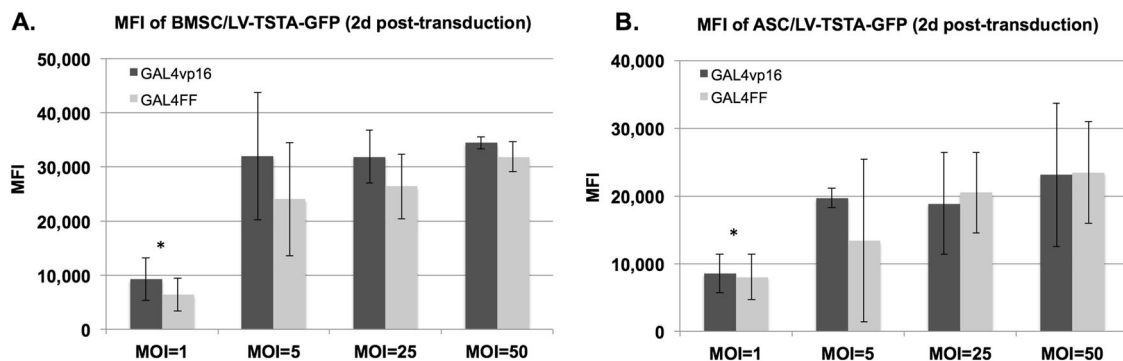 A.
MFI of BMSC/LV-TSTA-GFP (2d post-transduction)
50,000
40,000
30,000
20,000
10,000
0
MFI
GAL4vp16
GAL4FF
*
MOI=1
MOI=5
MOI=25
MOI=50
B.
MFI of ASC/LV-TSTA-GFP (2d post-transduction)
40,000
30,000
20,000
10,000
0
MFI
GAL4vp16
GAL4FF
*
MOI=1
MOI=5
MOI=25
MOI=50